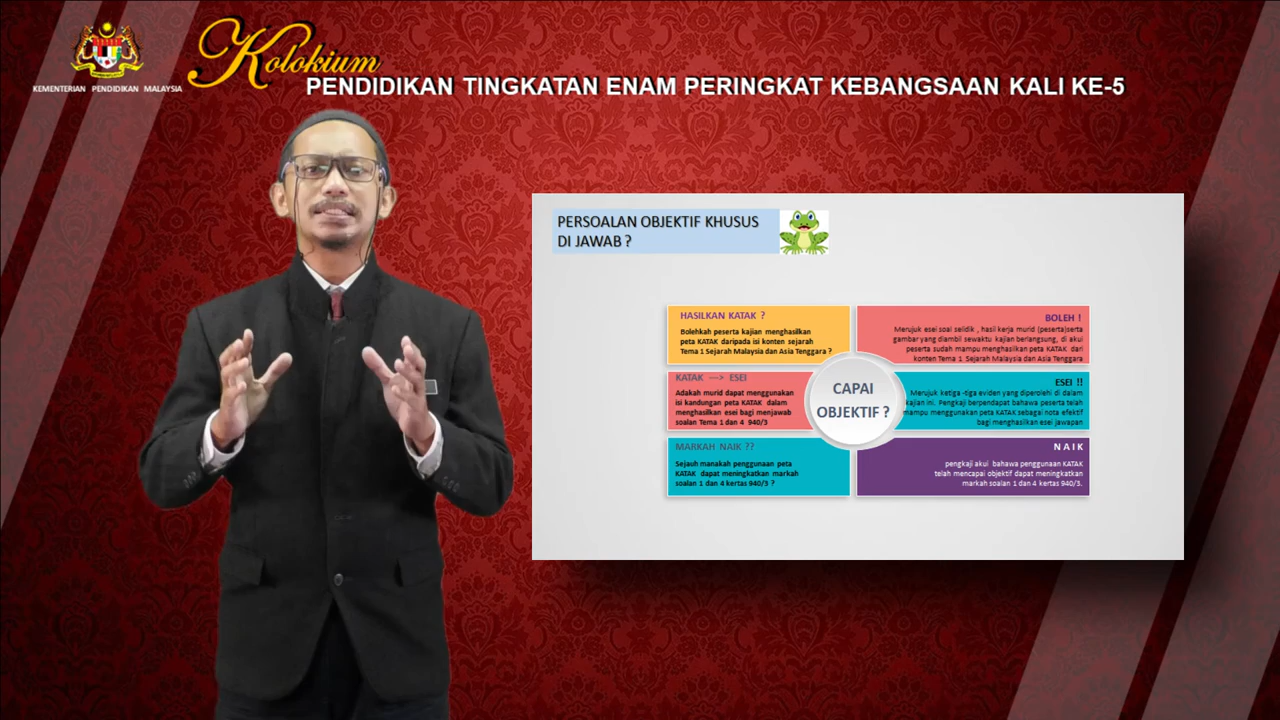 KEMENTERIAN PENDIDIKAN MALAYSIA
Kolokium
PENDIDIKAN TINGKATAN ENAM PERINGKAT KEBANGSAAN KALI KE-5
PERSOALAN OBJEKTIF KHUSUS
DI JAWAB ?
HASILKAN KATAK ?
Bolehkah peserta kajian menghasilkan
peta KATAK daripada isi konten sejarah
Tema 1 Sejarah Malaysia dan Asia Tenggara ?
BOLEH !
Merujuk esei soal selidik , hasil kerja murid (peserta)serta
gambar yang diambil sewaktu kajian berlangsung, di akui
peserta sudah mampu menghasilkan peta KATAK dari
konten Tema 1 Sejarah Malaysia dan Asia Tenggara
KATAK ---> ESEI
Adakah murid dapat menggunakan
isi kandungan peta KATAK dalam
menghasilkan esei bagi menjawab
soalan Tema 1 dan 4 940/3
CAPAI
OBJEKTIF ?
ESEI !!
Merujuk ketiga -tiga eviden yang diperolehi di dalam
kajian ini. Pengkaji berpendapat bahawa peserta telah
mampu menggunakan peta KATAK sebagai nota efektif
bagi menghasilkan esei jawapan
MARKAH NAIK ??
Sejauh manakah penggunaan peta
KATAK dapat meningkatkan markah
soalan 1 dan 4 kertas 940/3 ?
N A I K
pengkaji akui bahawa penggunaan KATAK
telah mencapai objektif dapat meningkatkan
markah soalan 1 dan 4 kertas 940/3.